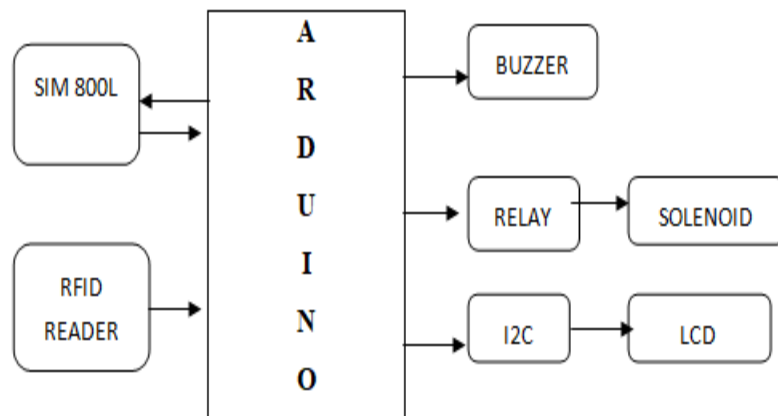 SIM 800L
RFID
READER
A
R
D
U
I
N
O
BUZZER
RELAY
SOLENOID
I2C
LCD